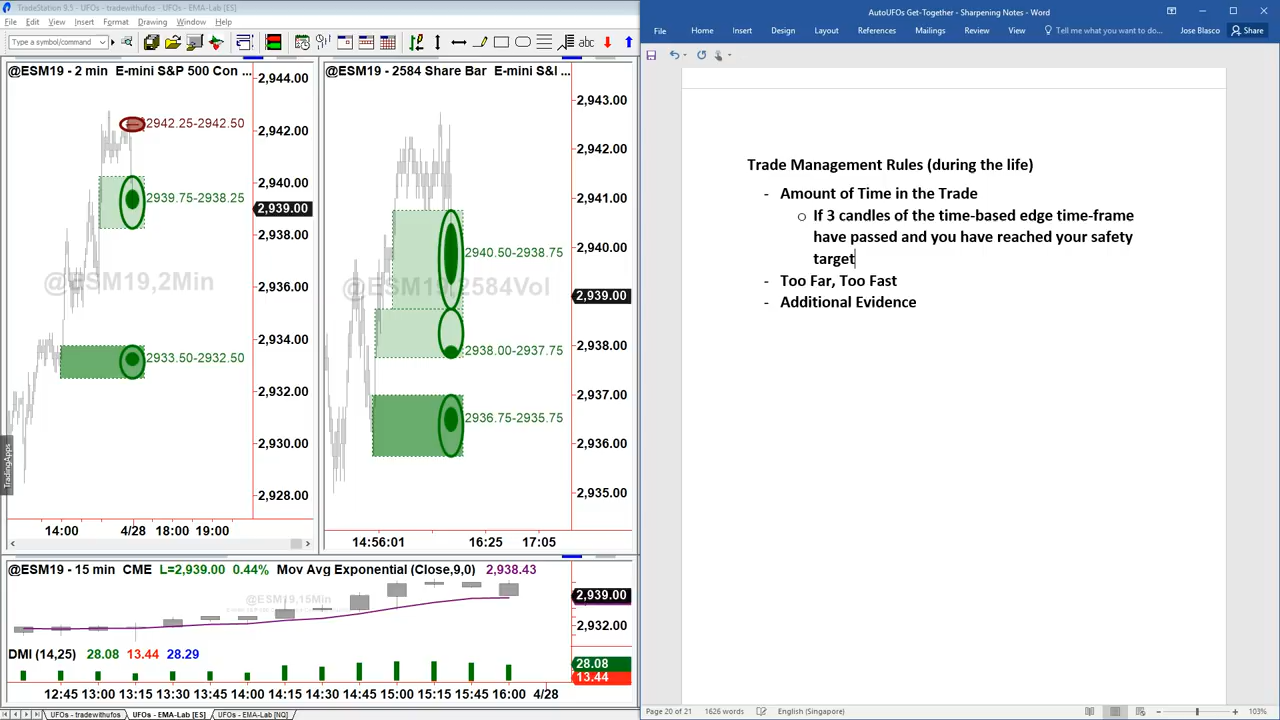 TradeStation 9.5 - UFOs - tradewithufos - UFOs - EMA-Lab [ES]
File Edit View Insert Format Drawing Window Help
Type a symbol/command
abc
@ESM19 - 2 min E-mini S&P 500 Con ...
2,944.00
2942.25-2942.50
2,942.00
2,940.00
2939.75-2938.25
2,939.00
2,938.00
@ESM19,2Min
2,936.00
2,934.00
2933.50-2932.50
2,932.00
2,930.00
2,928.00
14:00 4/28 18:00 19:00
TradingApps
@ESM19 - 2584 Share Bar E-mini S&I ...
2,943.00
2,942.00
2,941.00
2940.50-2938.75
2,940.00
@ESM19,2584Vol
2,939.00
2938.00-2937.75
2,938.00
2,937.00
2936.75-2935.75
2,936.00
2,935.00
14:56:01 16:25 17:05
@ESM19 - 15 min CME L=2,939.00 0.44% Mov Avg Exponential (Close,9,0) 2,938.43
@ESM19,15Min
2,939.00
2,932.00
DMI (14,25) 28.08 13.44 28.29
28.08
13.44
12:45 13:00 13:15 13:30 13:45 14:00 14:15 14:30 14:45 15:00 15:15 15:45 16:00 4/28
UFOs - tradewithufos UFOs - EMA-Lab [ES] UFOs - EMA-Lab [NQ]
AutoUFOs Get-Together - Sharpening Notes - Word
File Home Insert Design Layout References Mailings Review View Tell me what you want to do... Jose Blasco Share
Trade Management Rules (during the life)
- Amount of Time in the Trade
o If 3 candles of the time-based edge time-frame
have passed and you have reached your safety
target
- Too Far, Too Fast
- Additional Evidence
Page 20 of 21 1626 words English (Singapore) 103%